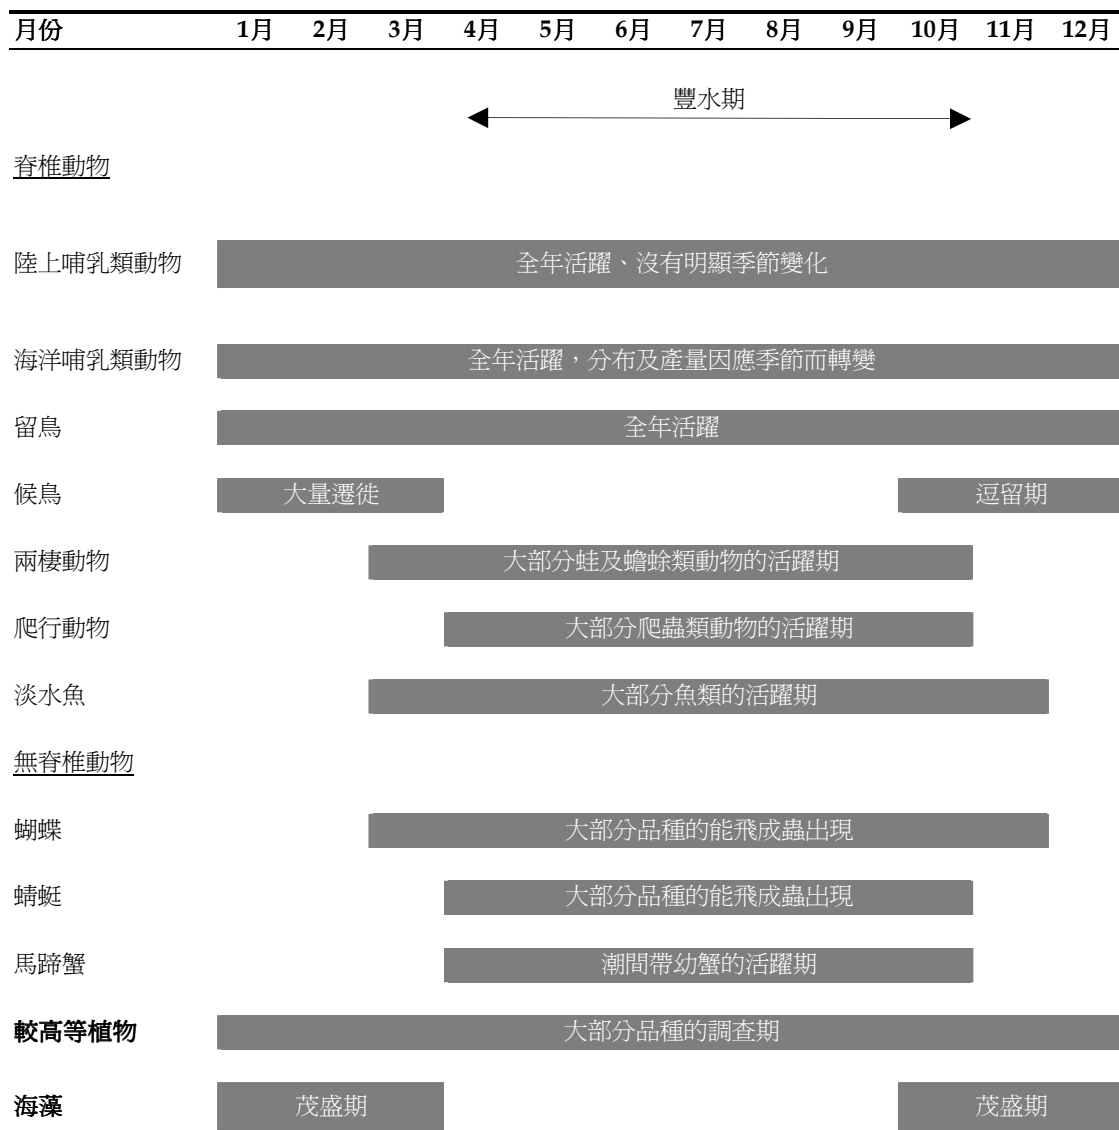 月份 1月 2月 3月 4月 5月 6月 7月 8月 9月 10月 11月 12月
豐水期
脊椎動物
陸上哺乳類動物 全年活躍、沒有明顯季節變化
海洋哺乳類動物 全年活躍，分布及產量因應季節而轉變
留鳥 全年活躍
候鳥 大量遷徙 逗留期
兩棲動物 大部分蛙及蟾蜍類動物的活躍期
爬行動物 大部分爬蟲類動物的活躍期
淡水魚 大部分魚類的活躍期
無脊椎動物
蝴蝶 大部分品種的能飛成蟲出現
蜻蜓 大部分品種的能飛成蟲出現
馬蹄蟹 潮間帶幼蟹的活躍期
較高等植物 大部分品種的調查期
海藻 茂盛期 茂盛期